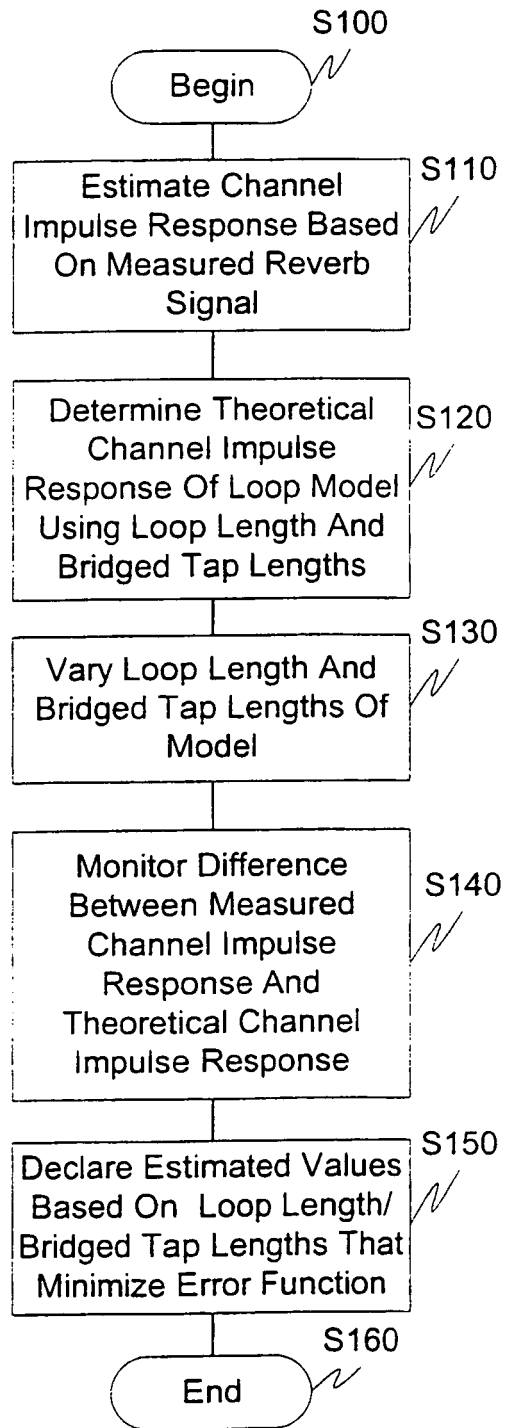 S100
Begin
S110
Estimate Channel
Impulse Response Based
On Measured Reverb
Signal
S120
Determine Theoretical
Channel Impulse
Response Of Loop Model
Using Loop Length And
Bridged Tap Lengths
S130
Vary Loop Length And
Bridged Tap Lengths Of
Model
S140
Monitor Difference
Between Measured
Channel Impulse
Response And
Theoretical Channel
Impulse Response
S150
Declare Estimated Values
Based On Loop Length/
Bridged Tap Lengths That
Minimize Error Function
S160
End